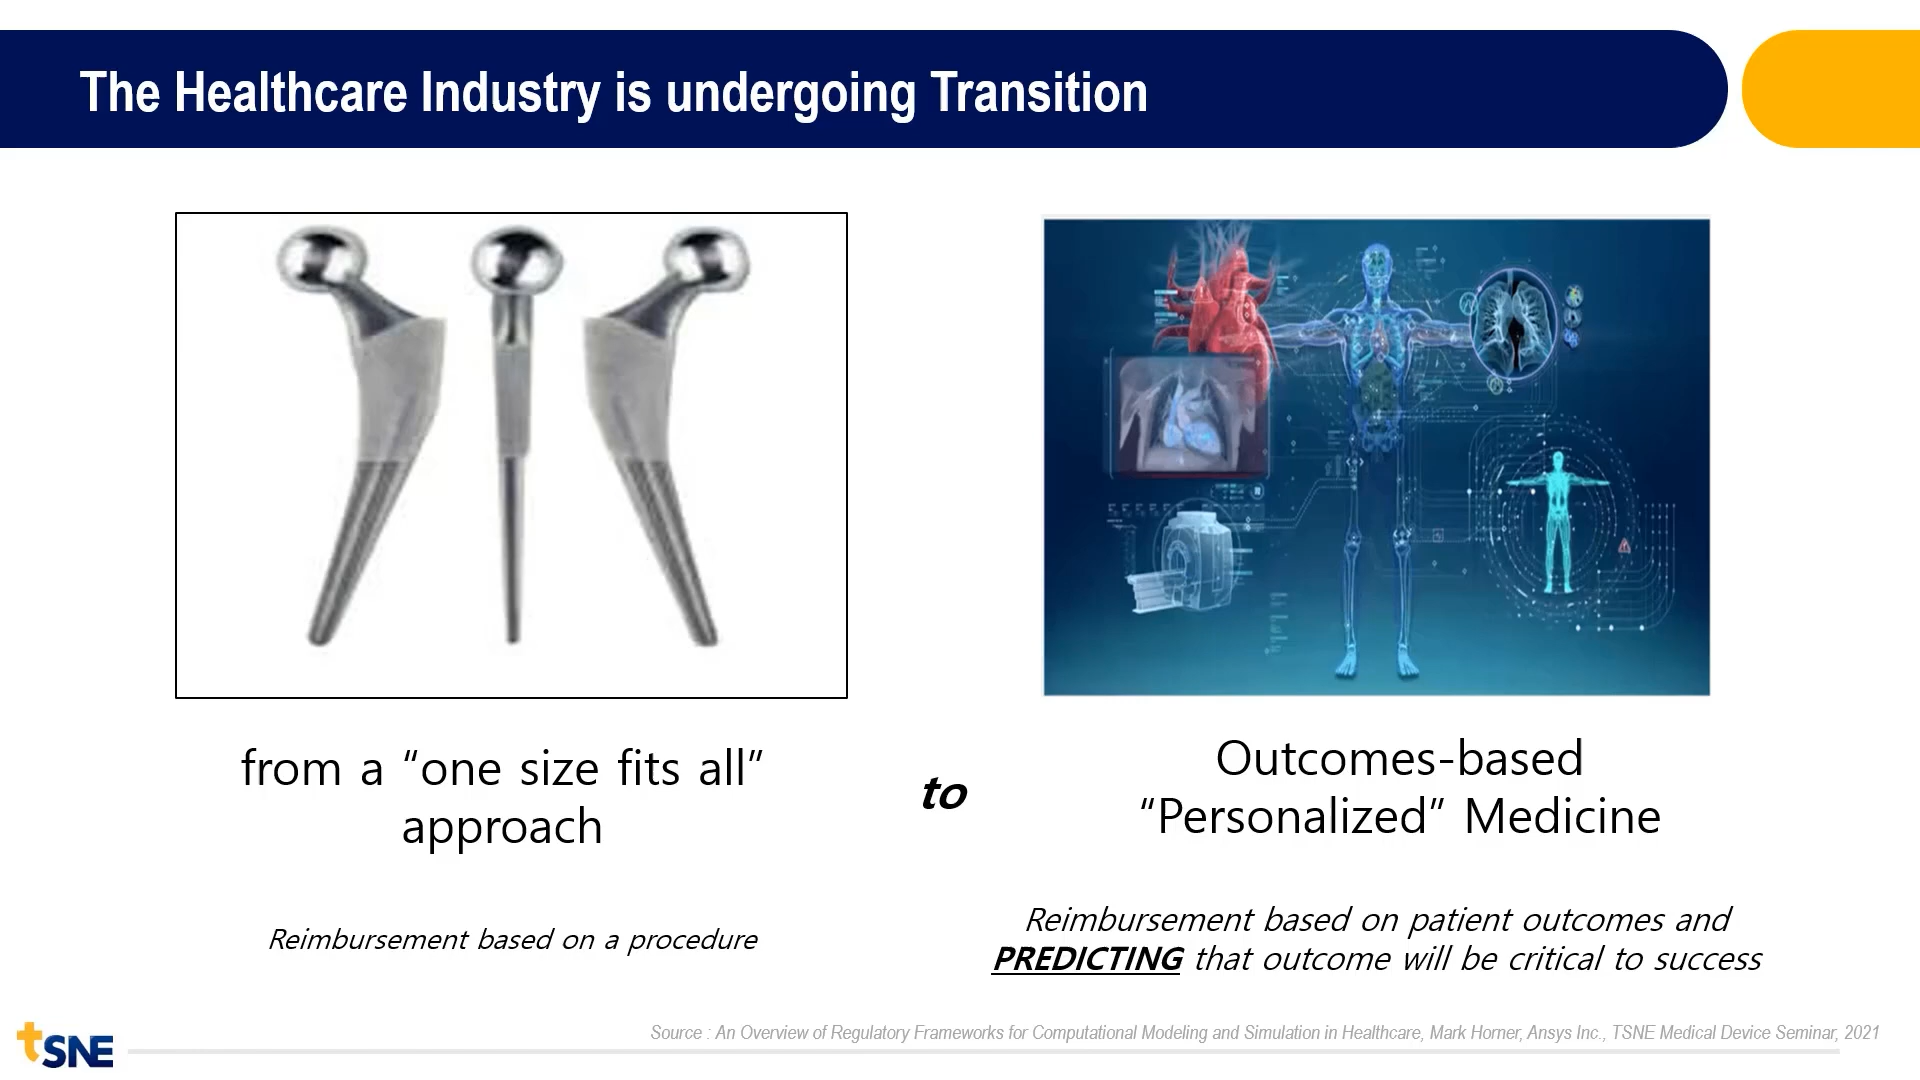 The Healthcare Industry is undergoing Transition
from a “one size fits all”
approach
to
Outcomes-based
“Personalized” Medicine
Reimbursement based on a procedure
Reimbursement based on patient outcomes and
PREDICTING that outcome will be critical to success
Source : An Overview of Regulatory Frameworks for Computational Modeling and Simulation in Healthcare, Mark Horner, Ansys Inc., TSNE Medical Device Seminar, 2021
tSNE